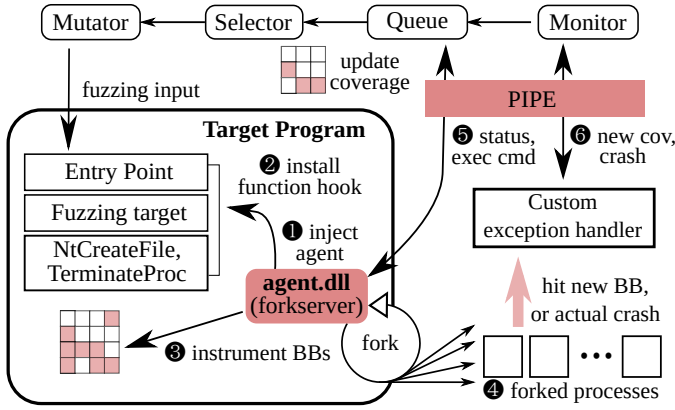 Mutator
Selector
Queue
Monitor
fuzzing input
update
coverage
PIPE
Target Program
❺ status,
exec cmd
❻ new cov,
crash
Entry Point
Fuzzing target
NtCreateFile,
TerminateProc
❷ install
function hook
❶ inject
agent
Custom
exception handler
agent.dll
(forkserver)
hit new BB,
or actual crash
❸ instrument BBs
fork
❹ forked processes